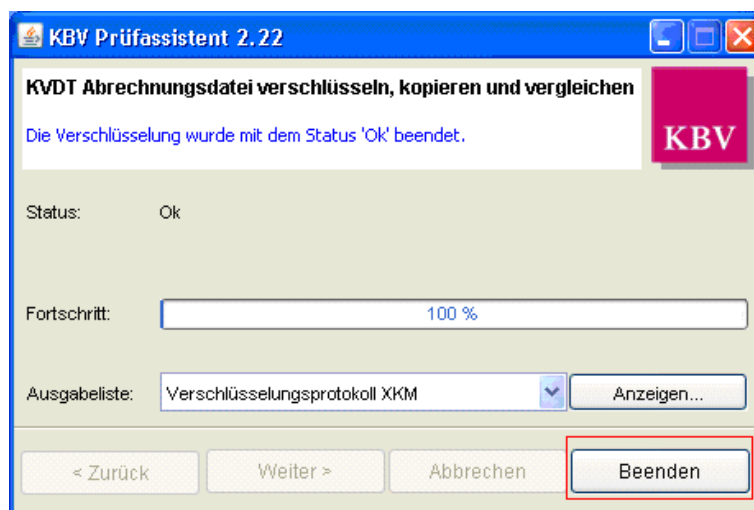 KBV Prüfassistent 2.22
KVDT Abrechnungsdatei verschlüsseln, kopieren und vergleichen
Die Verschlüsselung wurde mit dem Status 'Ok' beendet.
KBV
Status: Ok
Fortschritt: 100 %
Ausgabeliste: Verschlüsselungsprotokoll XKM Anzeigen...
< Zurück Weiter > Abbrechen Beenden